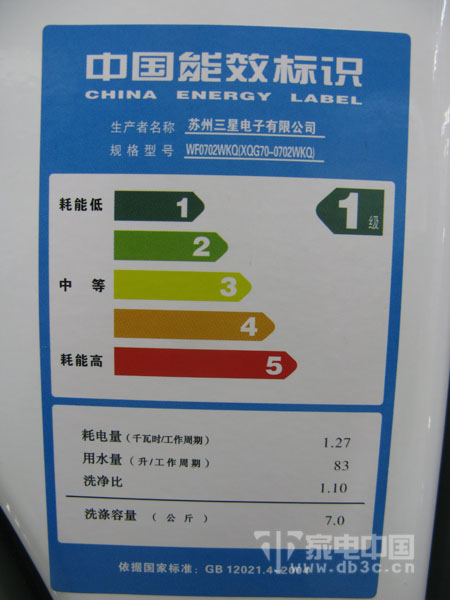 中国能效标识
CHINA ENERGY LABEL
生产者名称 苏州三星电子有限公司
规格型号 WF0702WKQ(XQG70-0702WKQ)
耗能低 1 1级
2
中等 3
4
耗能高 5
耗电量(千瓦时/工作周期) 1.27
用水量(升/工作周期) 83
洗净比 1.10
洗涤容量(公斤) 7.0
家电中国
依据国家标准: GB 12021.4-2004
www.db3c.cn